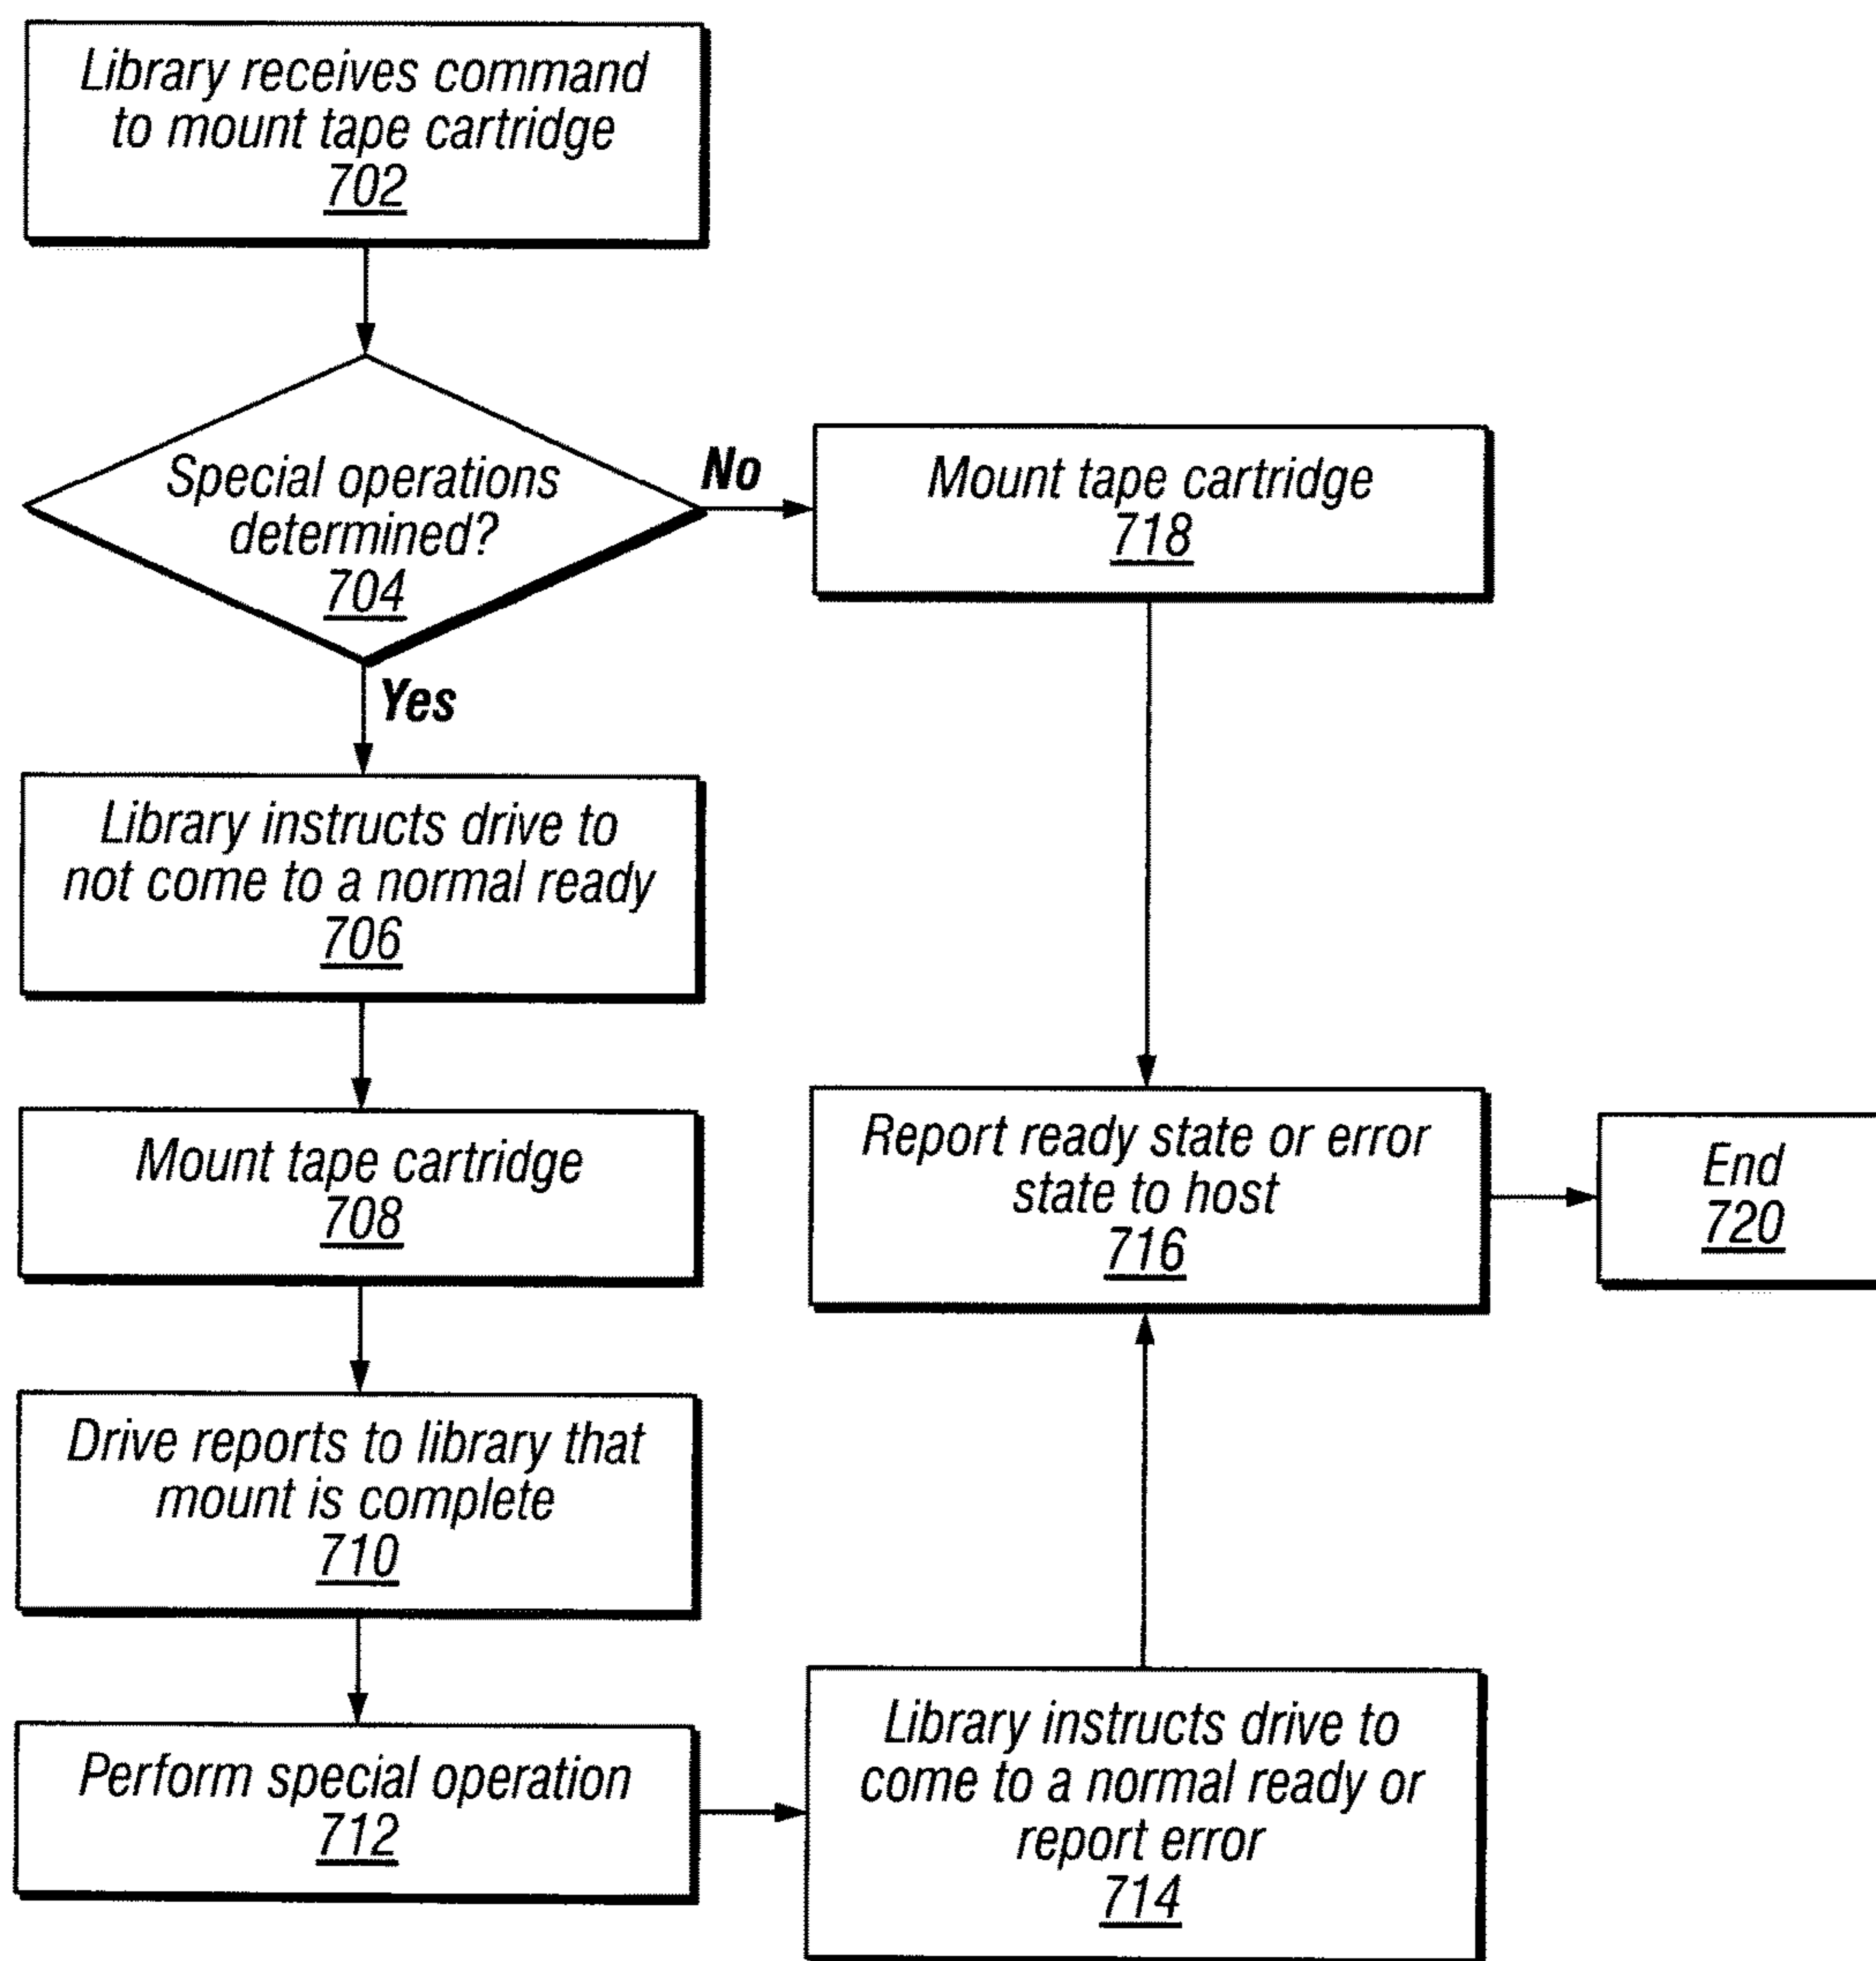 Library receives command
to mount tape cartridge
702
Special operations
determined?
704
No
Mount tape cartridge
718
Yes
Library instructs drive to
not come to a normal ready
706
Mount tape cartridge
708
Report ready state or error
state to host
716
End
720
Drive reports to library that
mount is complete
710
Perform special operation
712
Library instructs drive to
come to a normal ready or
report error
714